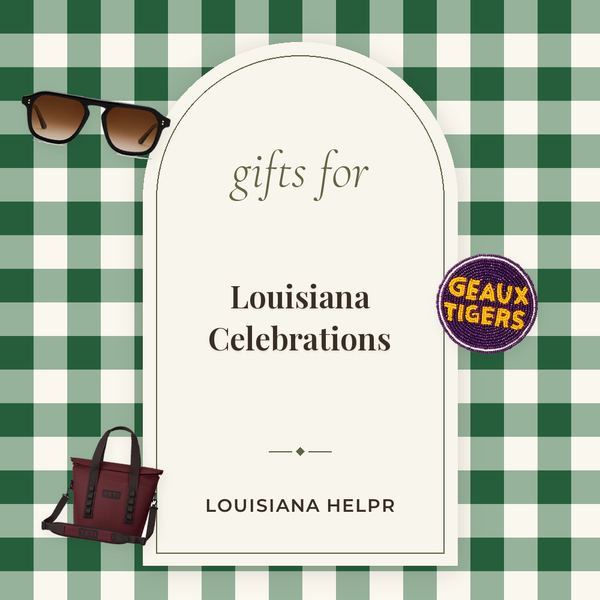 gifts for
Louisiana
Celebrations
GEAUX
TIGERS
LOUISIANA HELPR